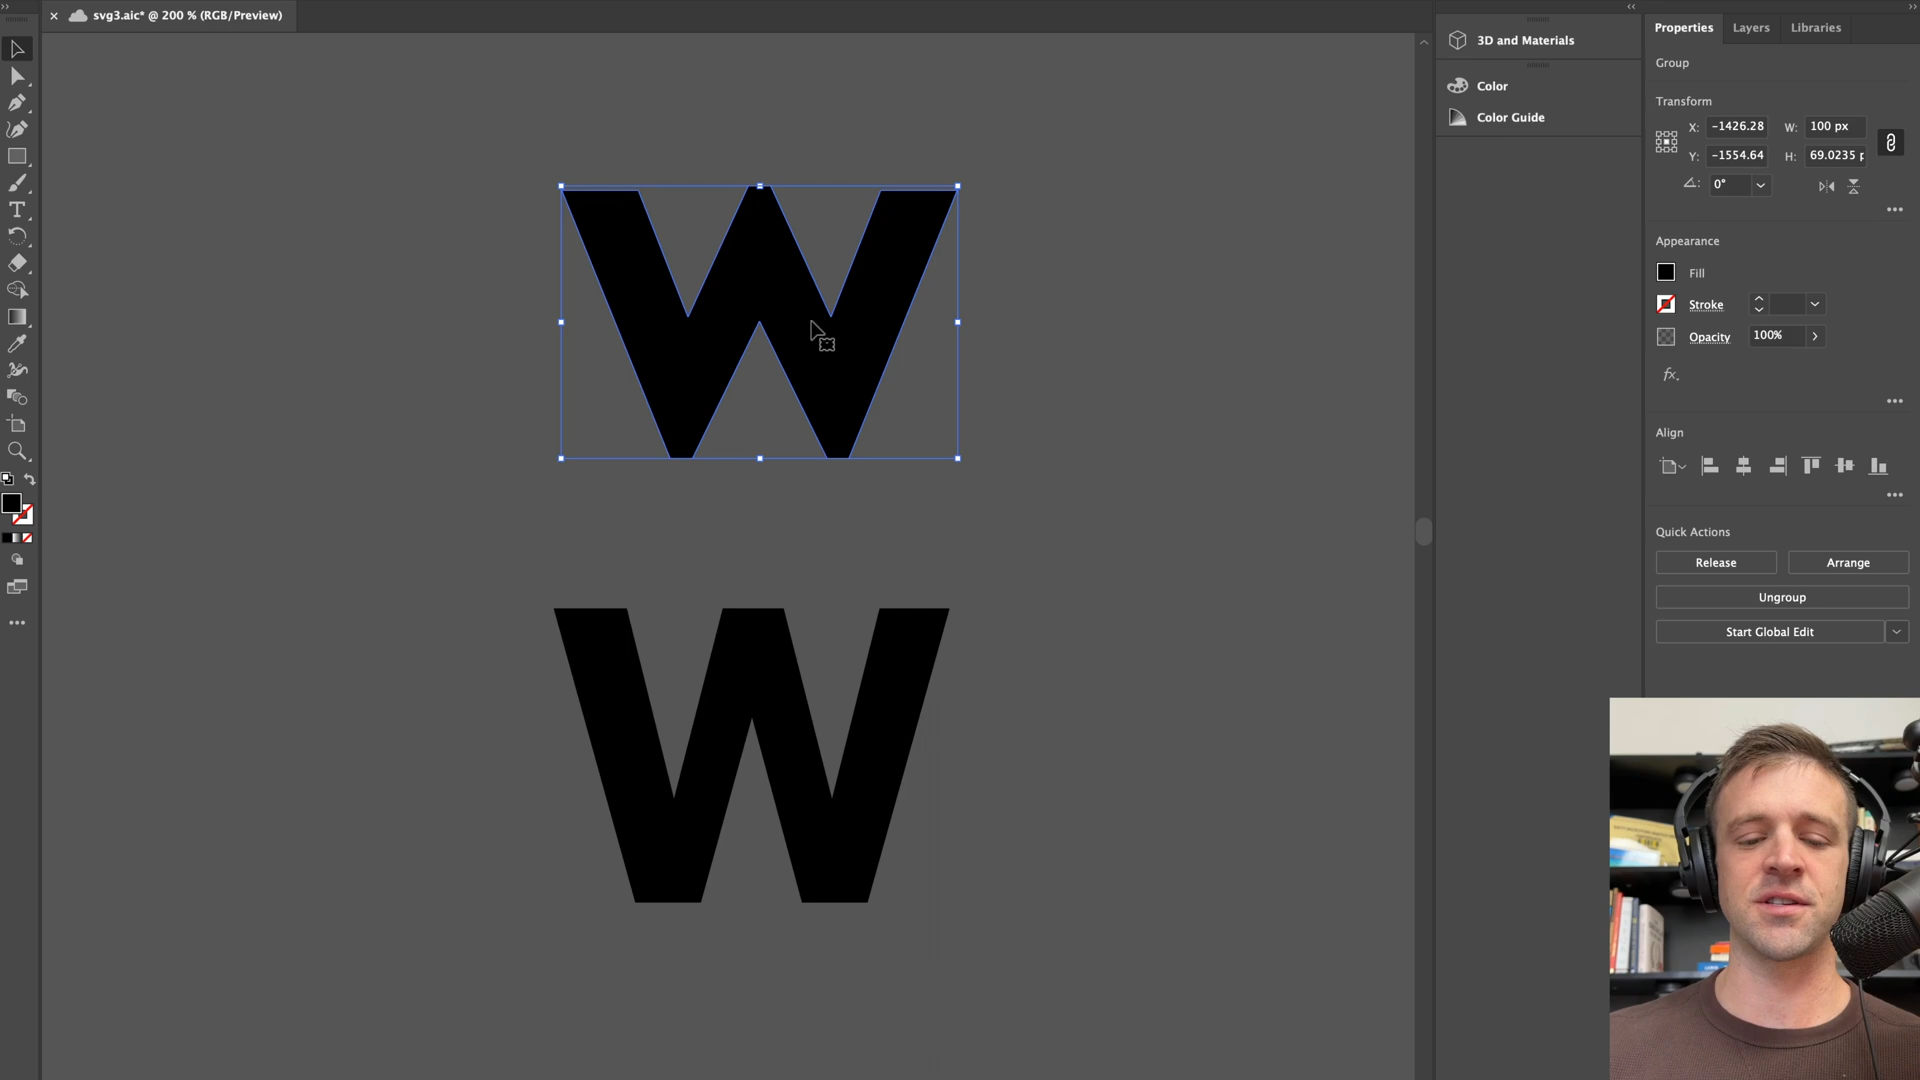 svg3.aic* @ 200 % (RGB/Preview)
3D and Materials
Color
Color Guide
Properties
Layers
Libraries
Group
Transform
X: -1426.28
W: 100 px
Y: -1554.64
H: 69.0235 p
0°
Appearance
Fill
Stroke
Opacity
100%
fx.
Align
Quick Actions
Release
Arrange
Ungroup
Start Global Edit
W
W